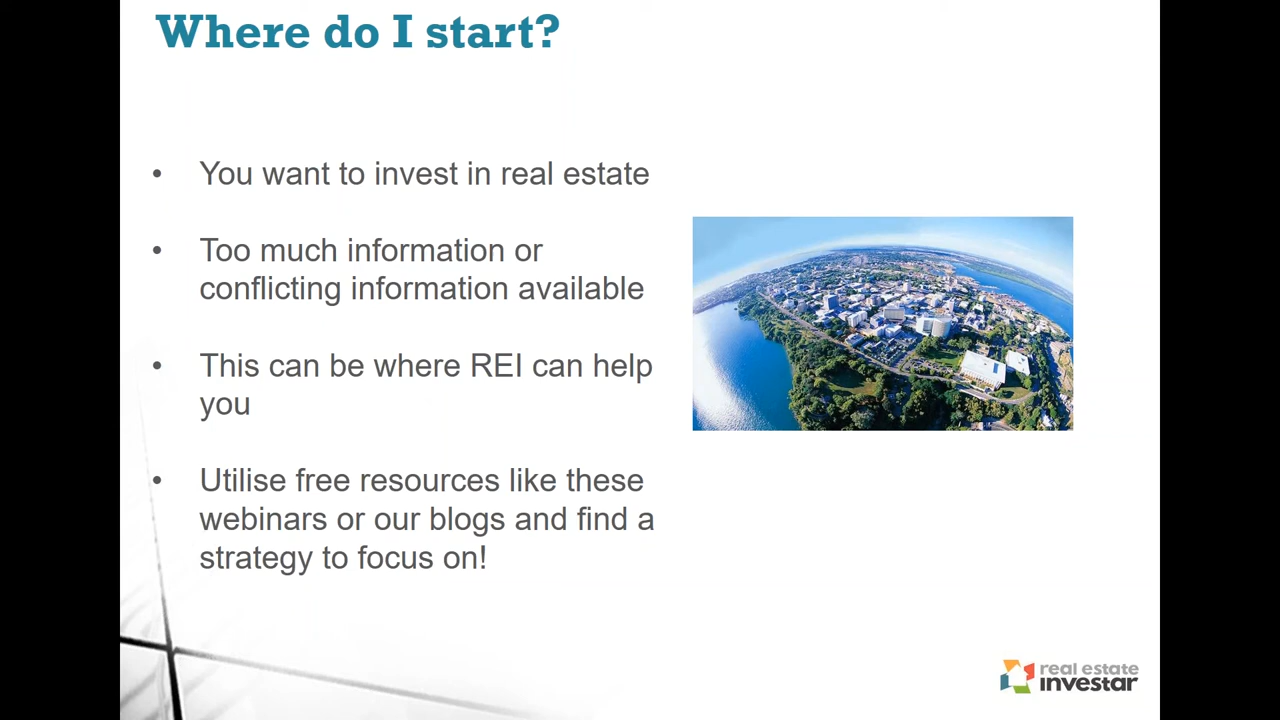 Where do I start?
• You want to invest in real estate
• Too much information or
conflicting information available
• This can be where REI can help
you
• Utilise free resources like these
webinars or our blogs and find a
strategy to focus on!
real estate
investar